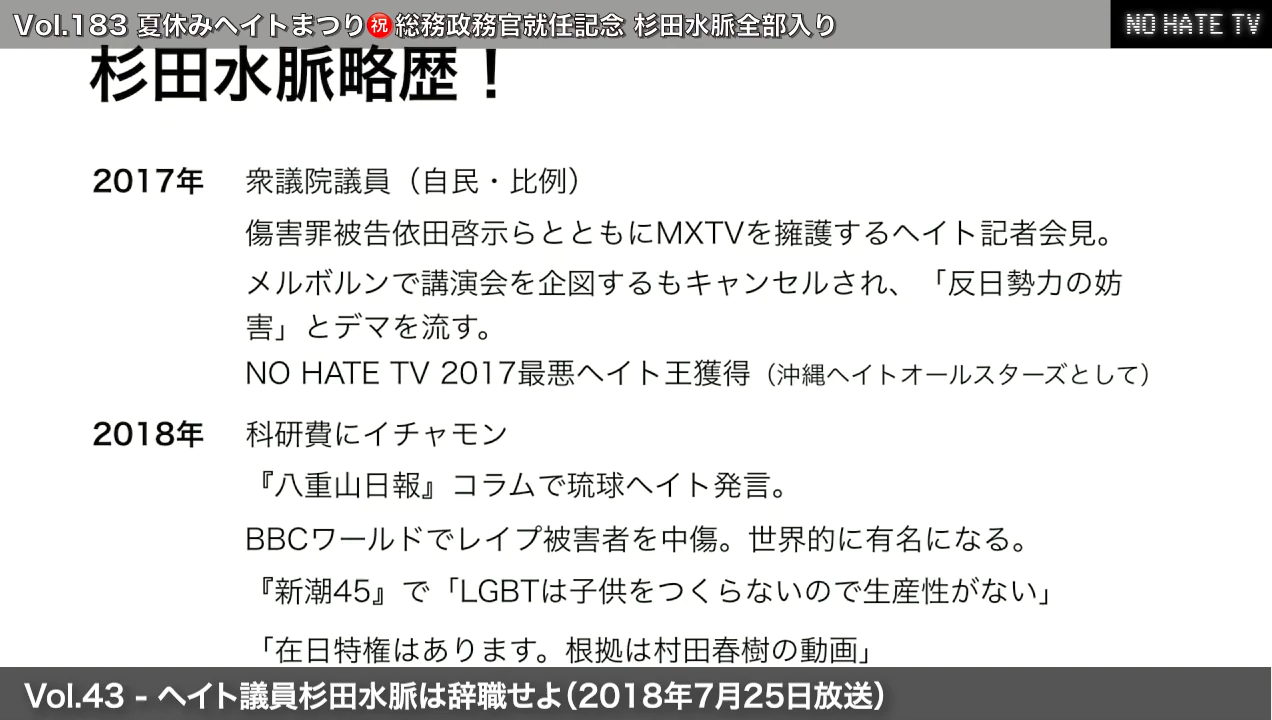 Vol.183 夏休みヘイトまつり㊗総務政務官就任記念 杉田水脈全部入り
NO HATE TV
杉田水脈略歴！
2017年 衆議院議員（自民・比例）
傷害罪被告依田啓示らとともにMXTVを擁護するヘイト記者会見。
メルボルンで講演会を企図するもキャンセルされ、「反日勢力の妨
害」とデマを流す。
NO HATE TV 2017最悪ヘイト王獲得（沖縄ヘイトオールスターズとして）
2018年 科研費にイチャモン
『八重山日報』コラムで琉球ヘイト発言。
BBCワールドでレイプ被害者を中傷。世界的に有名になる。
『新潮45』で「LGBTは子供をつくらないので生産性がない」
「在日特権はあります。根拠は村田春樹の動画」
Vol.43 - ヘイト議員杉田水脈は辞職せよ（2018年7月25日放送）